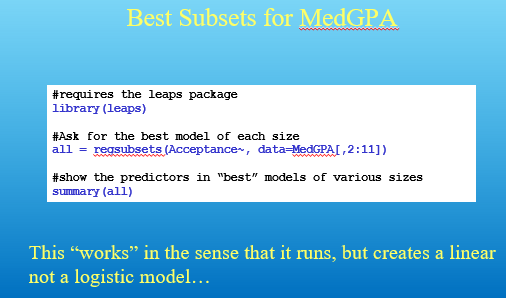 Best Subsets for MedGPA
#requires the leaps package
library(leaps)
#Ask for the best model of each size
all = regsubsets(Acceptance~, data=MedGPA[,2:11])
#show the predictors in “best” models of various sizes
summary(all)
This “works” in the sense that it runs, but creates a linear
not a logistic model…